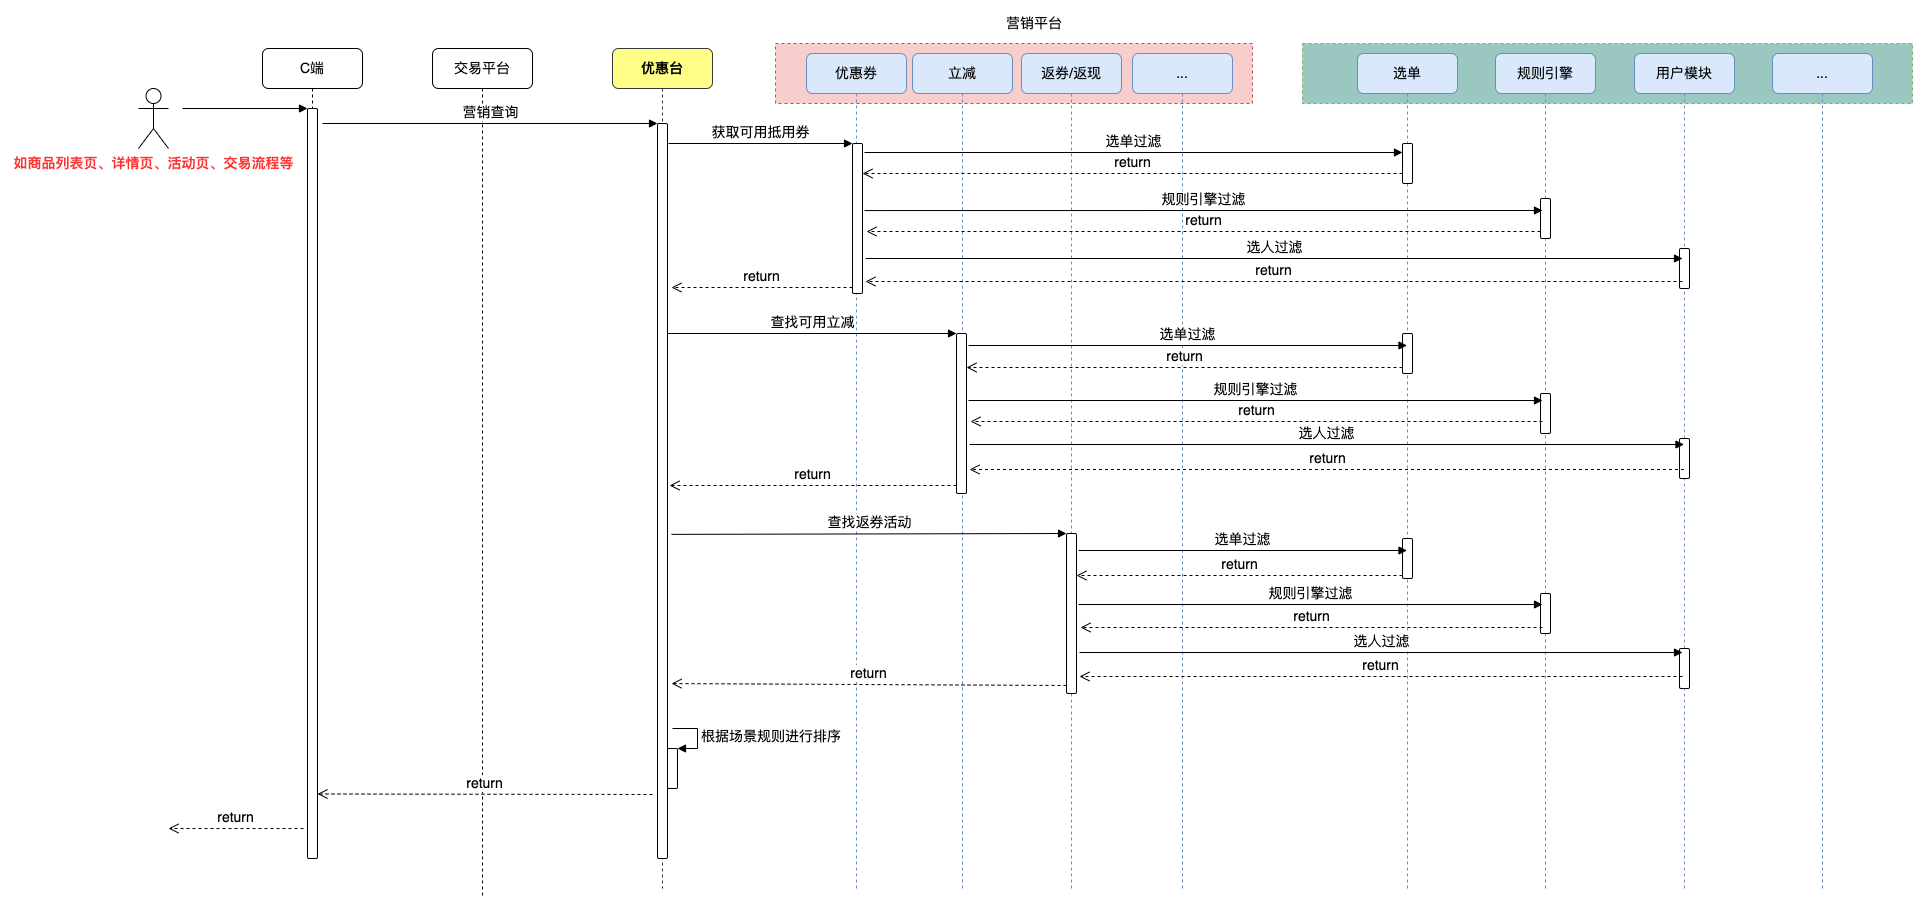 营销平台
C端
交易平台
优惠台
优惠券
立减
返券/返现
...
选单
规则引擎
用户模块
...
营销查询
如商品列表页、详情页、活动页、交易流程等
获取可用抵用券
选单过滤
return
规则引擎过滤
return
选人过滤
return
return
查找可用立减
选单过滤
return
规则引擎过滤
return
选人过滤
return
return
查找返券活动
选单过滤
return
规则引擎过滤
return
选人过滤
return
return
根据场景规则进行排序
return
return